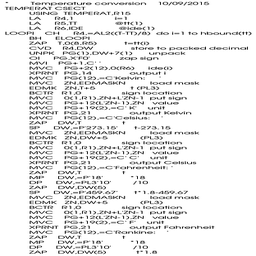 Temperature conversion 10/09/2015
TEMPERAT CSECT
USING TEMPERAT,R15
LA R4,1 i=1
LA R5,TT @tt(1)
LA R6,IDE @ide(1)
LOOPI CH R4,=AL2((T-TT)/8) do i=1 to hbound(tt)
BH ELOOPI
ZAP T,0(8,R5) t=tt(i)
CVD R4,DW store to packed decimal
UNPK PG(1),DW+7(1) unpack
OI PG,X'F0' zap sign
MVI PG+1,C' '
MVC PG+2(12),0(R6) ide(i)
XPRNT PG,14 output i
MVC PG(12),=C'Kelvin:
MVC ZN,EDMASKN load mask
EDMK ZN,T+5 t (PL3)
BCTR R1,0 sign location
MVC 0(1,R1),ZN+L'ZN-1 put sign
MVC PG+12(L'ZN-1),ZN value
MVC PG+19(2),=C' K' unit
XPRNT PG,21 output Kelvin
MVC PG(12),=C'Celsius: '
ZAP DW,T t
SP DW,=P'273.15' t-273.15
MVC ZN,EDMASKN load mask
EDMK ZN,DW+5 (PL3)
BCTR R1,0 sign location
MVC 0(1,R1),ZN+L'ZN-1 put sign
MVC PG+12(L'ZN-1),ZN value
MVC PG+19(2),=C' C' unit
XPRNT PG,21 output Celsius
MVC PG(12),=C'Fahrenheit: '
ZAP DW,T t
MP DW,=P'18' *18
DP DW,=PL3'10' /10
ZAP DW,DW(5)
SP DW,=P'459.67' t*1.8-459.67
MVC ZN,EDMASKN load mask
EDMK ZN,DW+5 (PL3)
BCTR R1,0 sign location
MVC 0(1,R1),ZN+L'ZN-1 put sign
MVC PG+12(L'ZN-1),ZN value
MVC PG+19(2),=C' F' unit
XPRNT PG,21 output Fahrenheit
MVC PG(12),=C'Rankine:
ZAP DW,T t
MP DW,=P'18' *18
DP DW,=PL3'10' /10
ZAP DW,DW(5) t*1.8